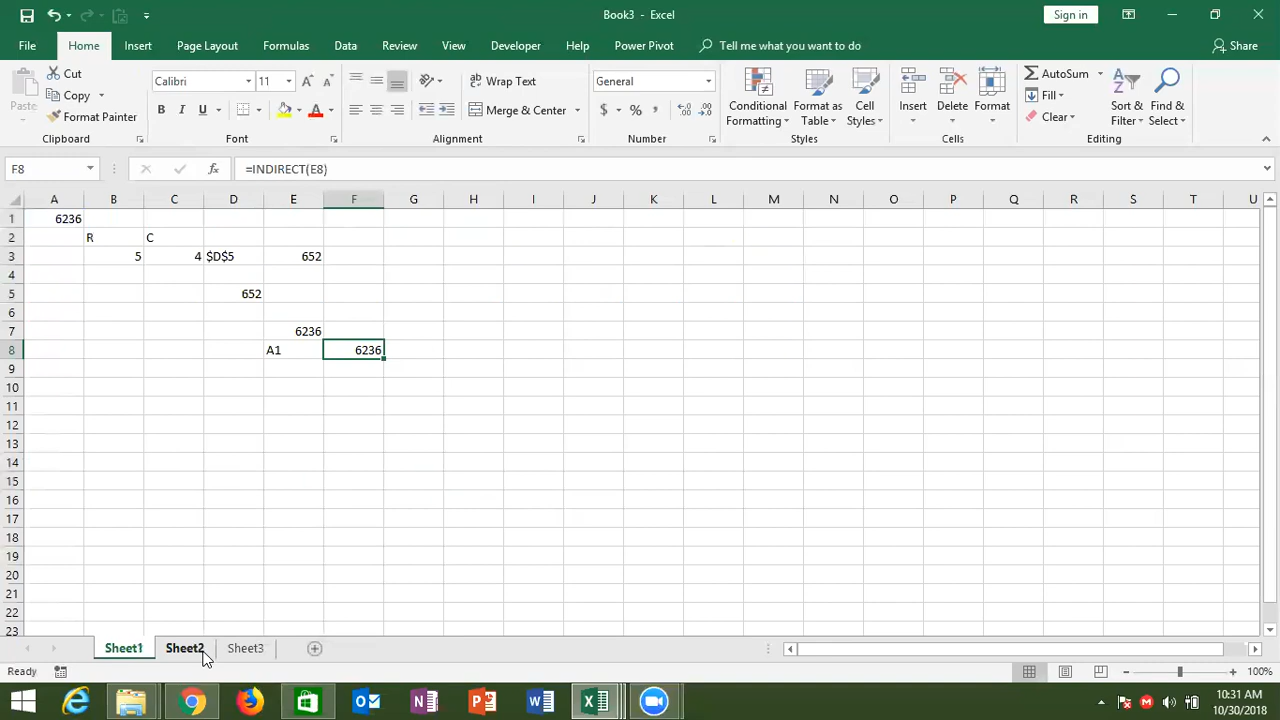 Book3 - Excel
Sign in
File Home Insert Page Layout Formulas Data Review View Developer Help Power Pivot Tell me what you want to do Share
Paste
Cut
Copy
Format Painter
Clipboard
Calibri 11
B I U
Font
Wrap Text
Merge & Center
Alignment
General
$ % ,
Number
Conditional Formatting
Format as Table
Cell Styles
Styles
Insert Delete Format
Cells
AutoSum
Fill
Clear
Sort & Filter
Find & Select
Editing
F8 fx =INDIRECT(E8)
A B C D E F G H I J K L M N O P Q R S T U
1 6236
2 R C
3 5 4 $D$5 652
4
5 652
6
7 6236
8 A1 6236
9
10
11
12
13
14
15
16
17
18
19
20
21
22
23
Sheet1 Sheet2 Sheet3
Ready 100%
10:31 AM
10/30/2018